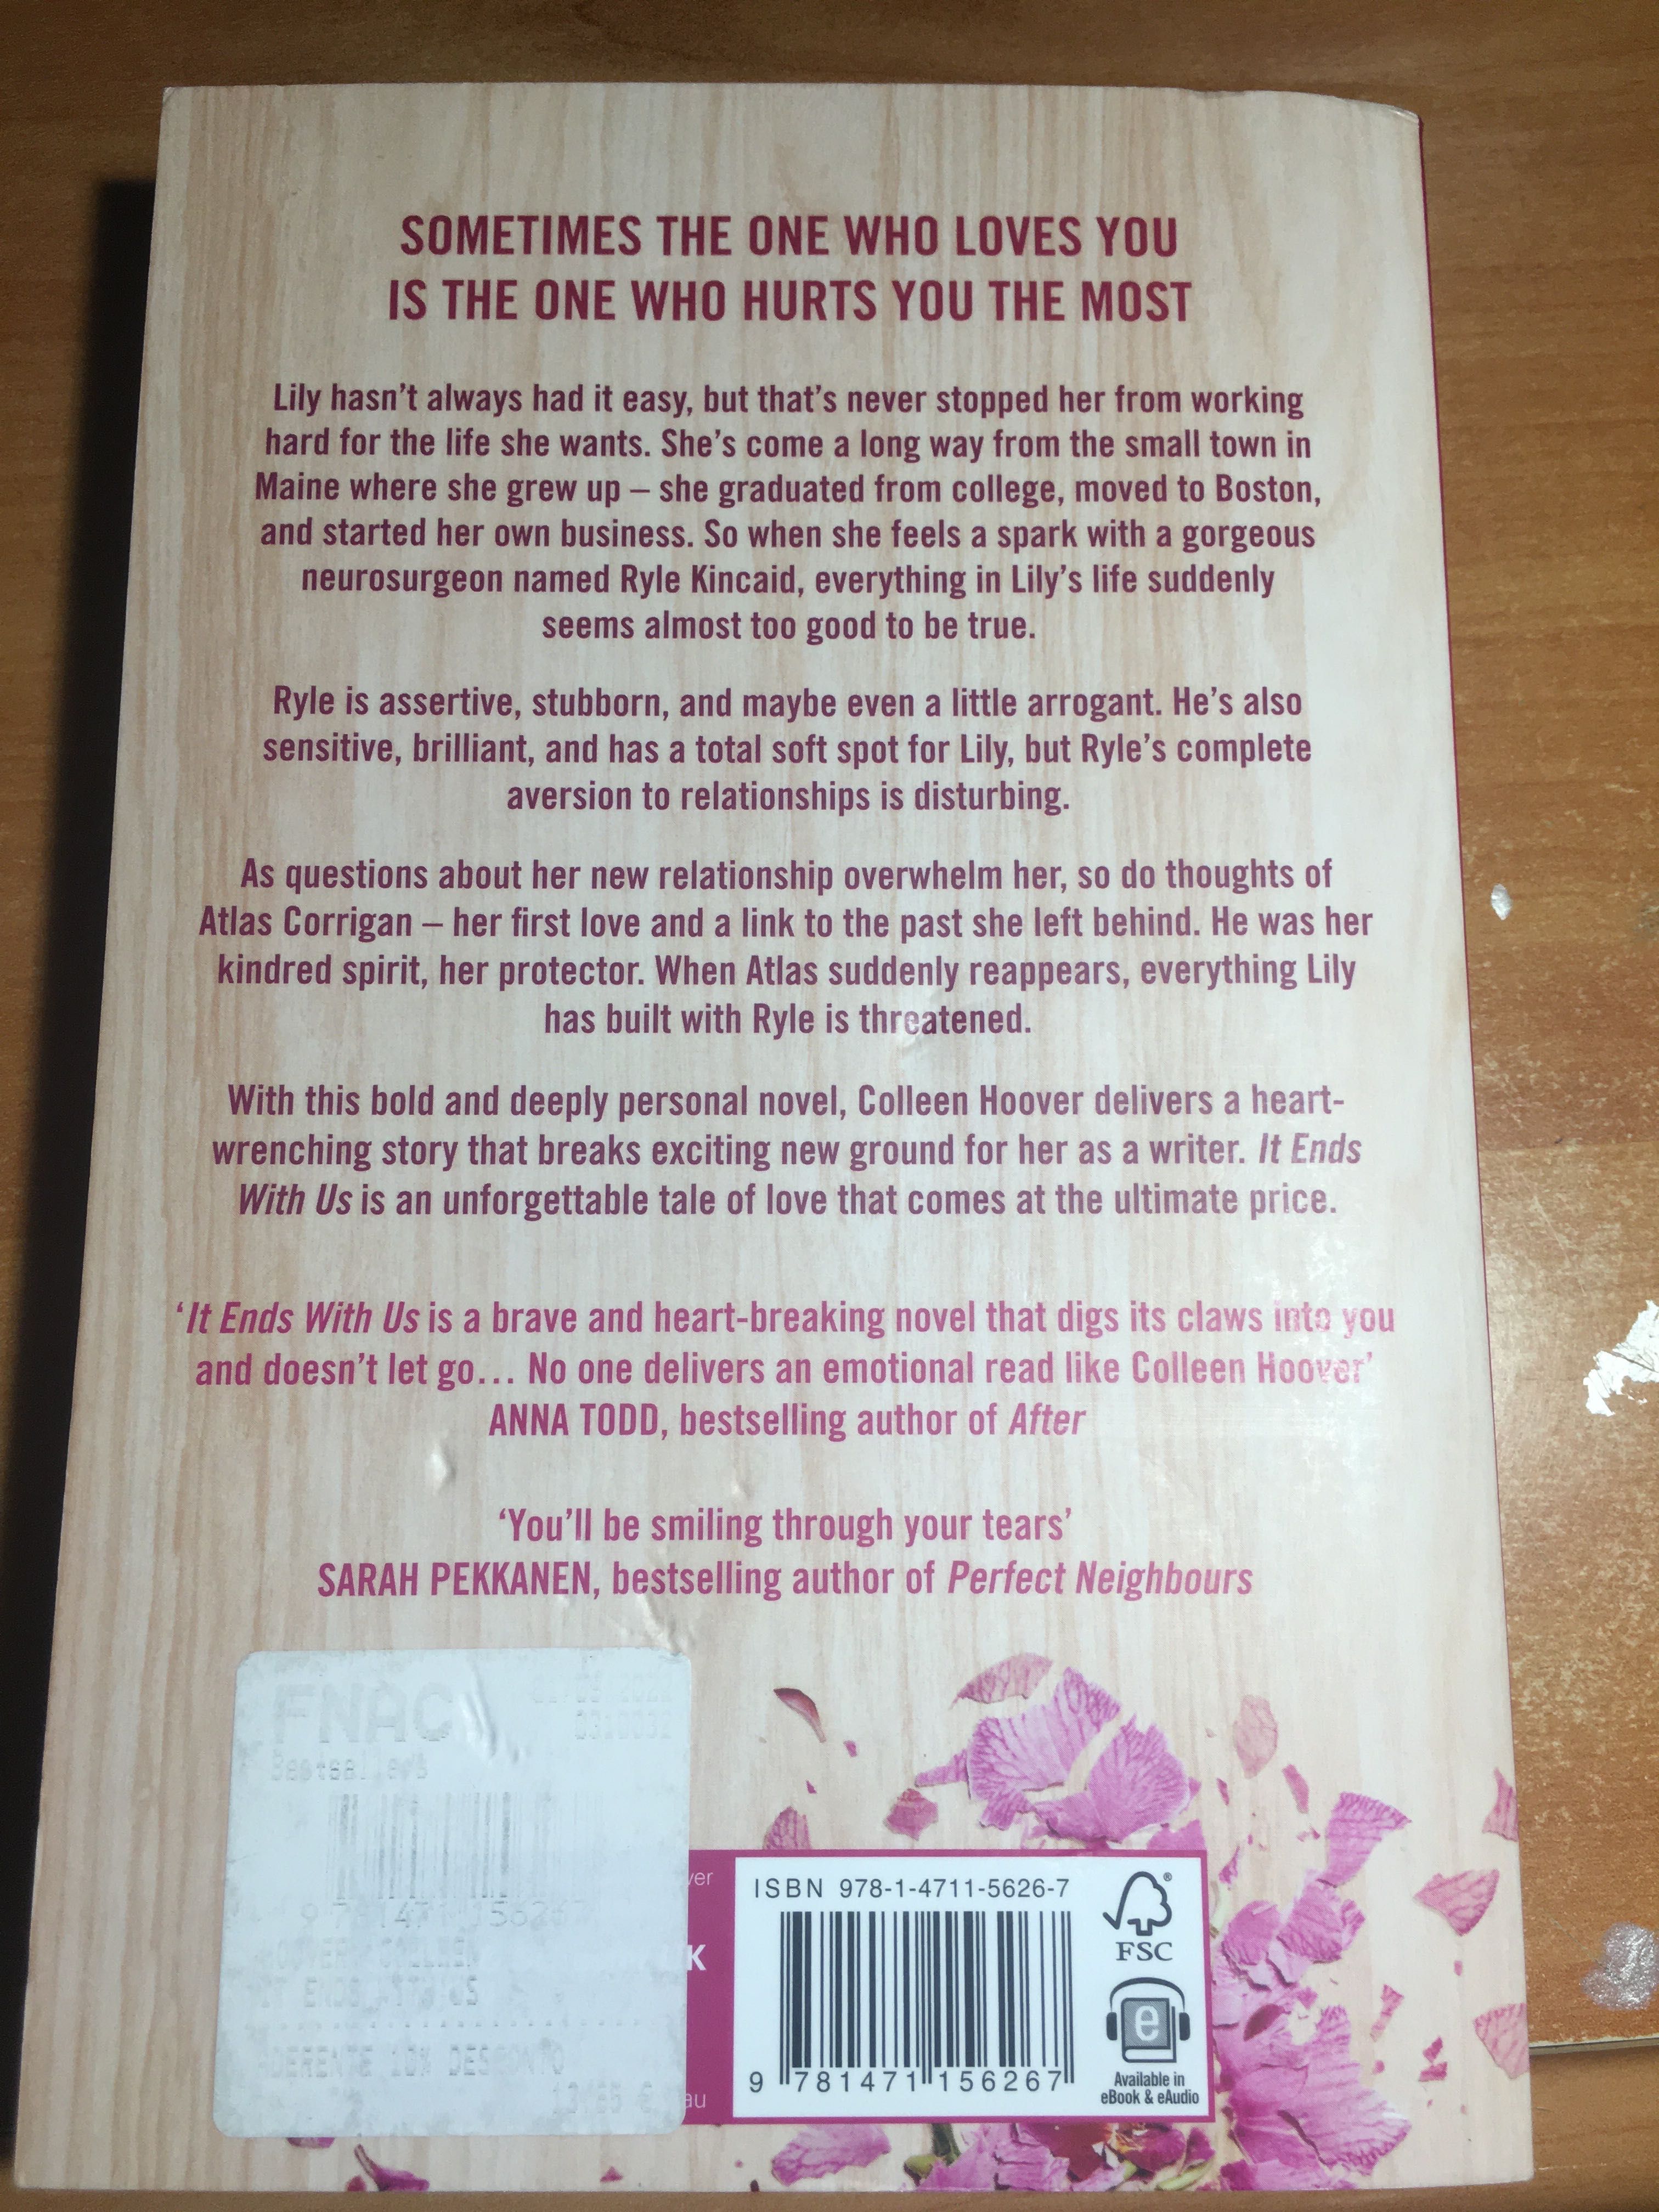 SOMETIMES THE ONE WHO LOVES YOU
IS THE ONE WHO HURTS YOU THE MOST
Lily hasn't always had it easy, but that's never stopped her from working
hard for the life she wants. She's come a long way from the small town in
Maine where she grew up – she graduated from college, moved to Boston,
and started her own business. So when she feels a spark with a gorgeous
neurosurgeon named Ryle Kincaid, everything in Lily's life suddenly
seems almost too good to be true.
Ryle is assertive, stubborn, and maybe even a little arrogant. He's also
sensitive, brilliant, and has a total soft spot for Lily, but Ryle's complete
aversion to relationships is disturbing.
As questions about her new relationship overwhelm her, so do thoughts of
Atlas Corrigan – her first love and a link to the past she left behind. He was her
kindred spirit, her protector. When Atlas suddenly reappears, everything Lily
has built with Ryle is threatened.
With this bold and deeply personal novel, Colleen Hoover delivers a heart-
wrenching story that breaks exciting new ground for her as a writer. It Ends
With Us is an unforgettable tale of love that comes at the ultimate price.
‘It Ends With Us is a brave and heart-breaking novel that digs its claws into you
and doesn't let go... No one delivers an emotional read like Colleen Hoover’
ANNA TODD, bestselling author of After
‘You'll be smiling through your tears’
SARAH PEKKANEN, bestselling author of Perfect Neighbours
FNAC
Bestsellers
HOOVER, COLLEEN
IT ENDS WITH US
ADERENTE 10% DESCONTO
ver
K
au
ISBN 978-1-4711-5626-7
9 781471 156267
FSC
e
Available in
eBook & eAudio